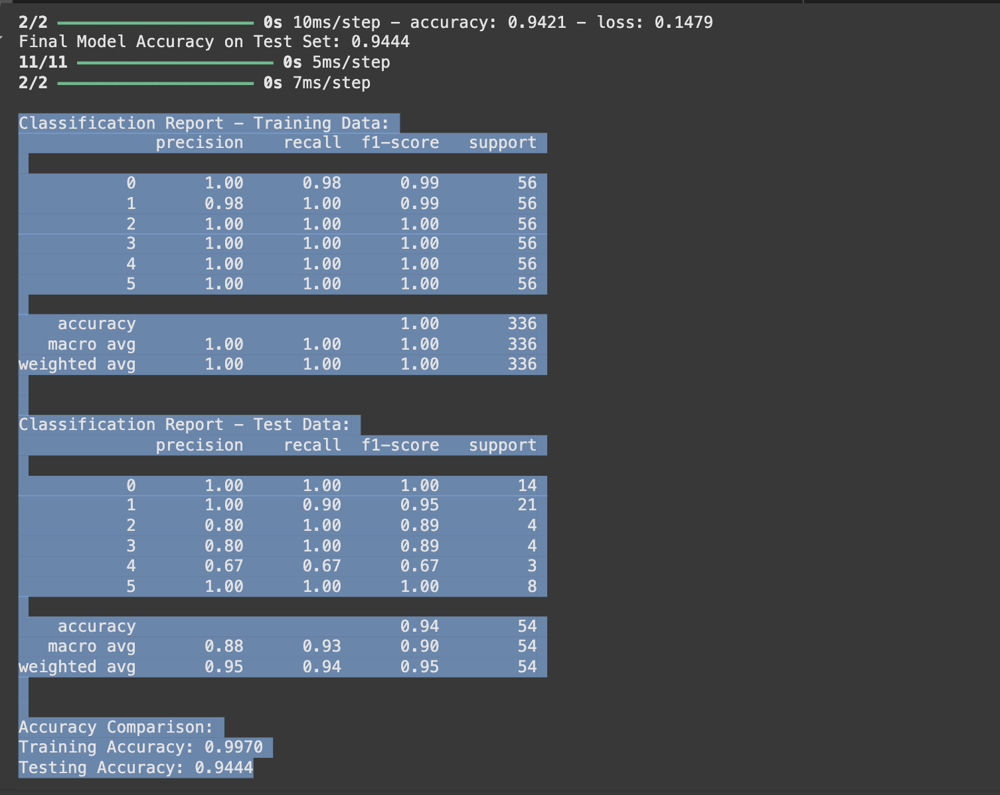 2/2 ━━━━━━━━━━━━━━━━━━━━ 0s 10ms/step – accuracy: 0.9421 – loss: 0.1479
Final Model Accuracy on Test Set: 0.9444
11/11 ━━━━━━━━━━━━━━━━━━━━ 0s 5ms/step
2/2 ━━━━━━━━━━━━━━━━━━━━ 0s 7ms/step
Classification Report – Training Data:
precision recall f1–score support
0 1.00 0.98 0.99 56
1 0.98 1.00 0.99 56
2 1.00 1.00 1.00 56
3 1.00 1.00 1.00 56
4 1.00 1.00 1.00 56
5 1.00 1.00 1.00 56
accuracy 1.00 336
macro avg 1.00 1.00 1.00 336
weighted avg 1.00 1.00 1.00 336
Classification Report – Test Data:
precision recall f1–score support
0 1.00 1.00 1.00 14
1 1.00 0.90 0.95 21
2 0.80 1.00 0.89 4
3 0.80 1.00 0.89 4
4 0.67 0.67 0.67 3
5 1.00 1.00 1.00 8
accuracy 0.94 54
macro avg 0.88 0.93 0.90 54
weighted avg 0.95 0.94 0.95 54
Accuracy Comparison:
Training Accuracy: 0.9970
Testing Accuracy: 0.9444